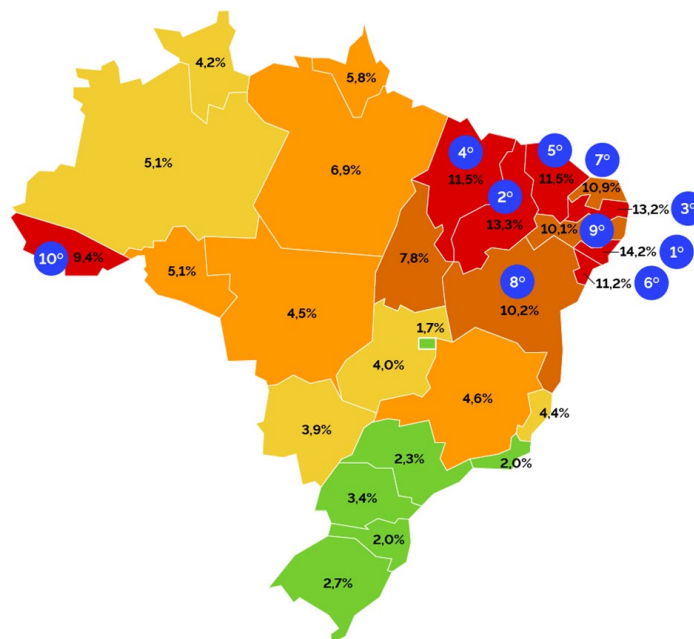 4,2%
5,8%
5,1%
6,9%
4º
11,5%
5º
11,5%
7º
10,9%
2º
13,3%
13,2%
3º
10,1%
9º
14,2%
1º
11,2%
6º
10º
9,4%
5,1%
7,8%
8º
10,2%
4,5%
1,7%
4,0%
4,6%
4,4%
3,9%
2,3%
2,0%
3,4%
2,0%
2,7%